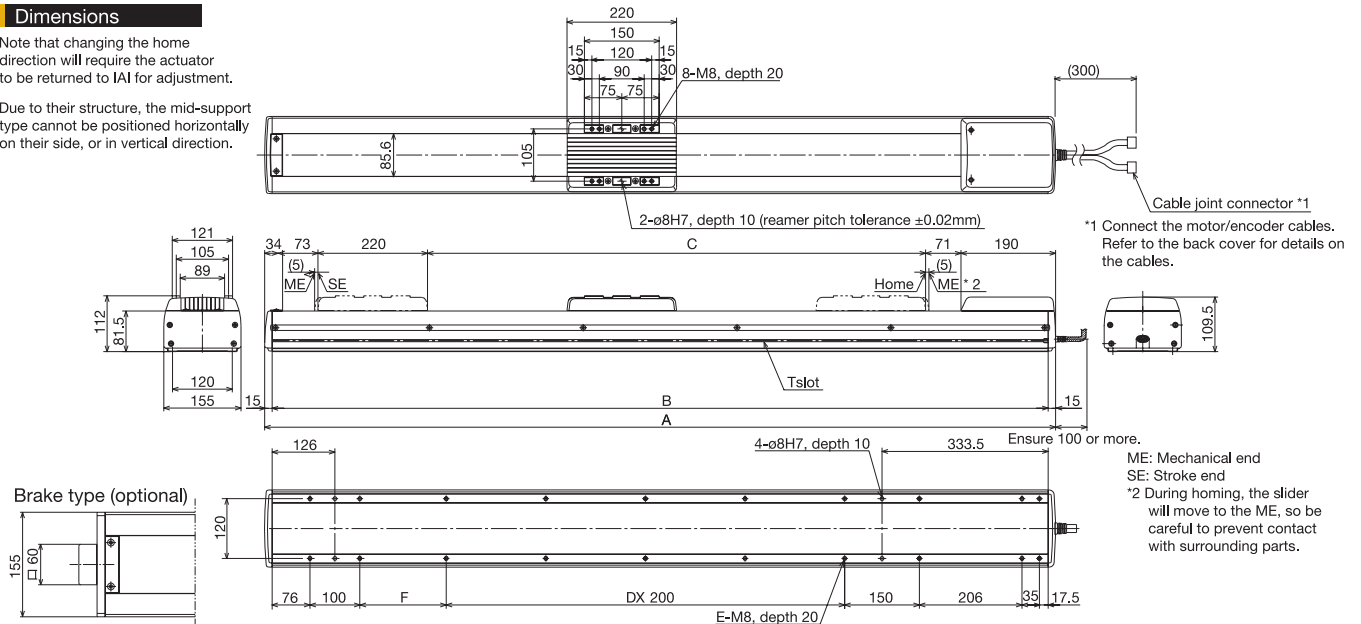 Dimensions
Note that changing the home
direction will require the actuator
to be returned to IAI for adjustment.
Due to their structure, the mid-support
type cannot be positioned horizontally
on their side, or in vertical direction.
220
150
15 120 15
30 90 30
75 75
8-M8, depth 20
(300)
85.6
105
Cable joint connector *1
2-ø8H7, depth 10 (reamer pitch tolerance ±0.02mm)
*1 Connect the motor/encoder cables.
Refer to the back cover for details on
the cables.
121
105
89
112
81.5
120
155
34 73 220 C 71 190
(5) (5)
ME SE Home ME * 2
109.5
Tslot
15 B 15
A
Ensure 100 or more.
ME: Mechanical end
SE: Stroke end
*2 During homing, the slider
will move to the ME, so be
careful to prevent contact
with surrounding parts.
126 4-ø8H7, depth 10 333.5
120
Brake type (optional)
155
□ 60
76 100 F DX 200 150 206 35 17.5
E-M8, depth 20